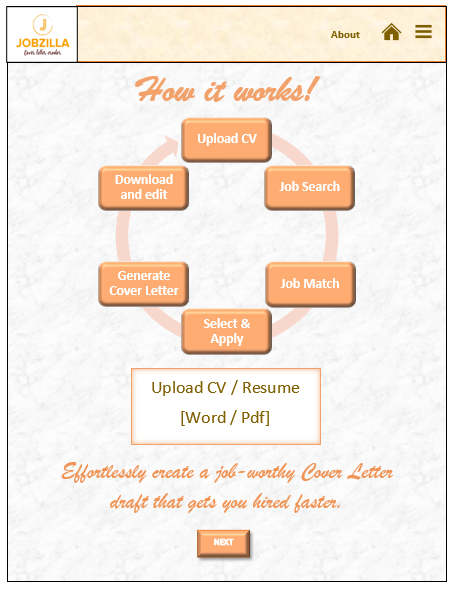 J
JOBZILLA
Cover letter creator
About
How it works!
Upload CV
Job Search
Job Match
Select &
Apply
Generate
Cover Letter
Download
and edit
Upload CV / Resume
[Word / Pdf]
Effortlessly create a job-worthy Cover Letter
draft that gets you hired faster.
NEXT